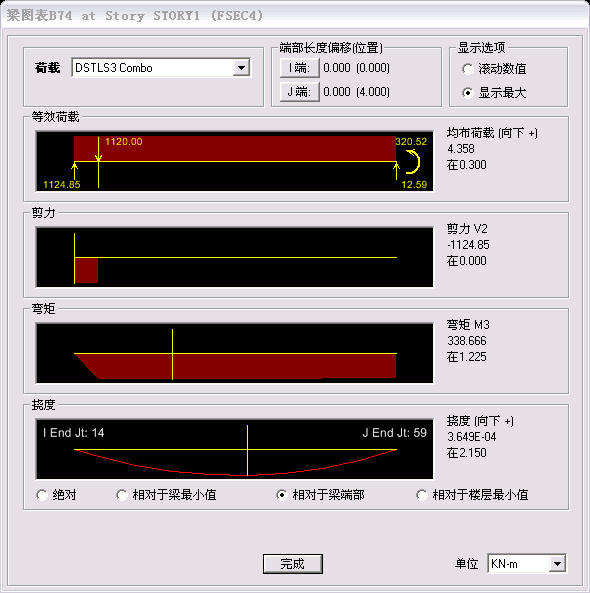 梁图表B74 at Story STORY1 (FSEC4)
荷载 DSTLS3 Combo
端部长度偏移(位置)
I 端: 0.000 (0.000)
J 端: 0.000 (4.000)
显示选项
滚动数值
显示最大
等效荷载
1120.00
320.52
1124.85
12.59
均布荷载 (向下 +)
4.358
在0.300
剪力
剪力 V2
-1124.85
在0.000
弯矩
弯矩 M3
338.666
在1.225
挠度
I End Jt: 14
J End Jt: 59
挠度 (向下 +)
3.649E-04
在2.150
绝对 相对于梁最小值 相对于梁端部 相对于楼层最小值
完成
单位 KN-m